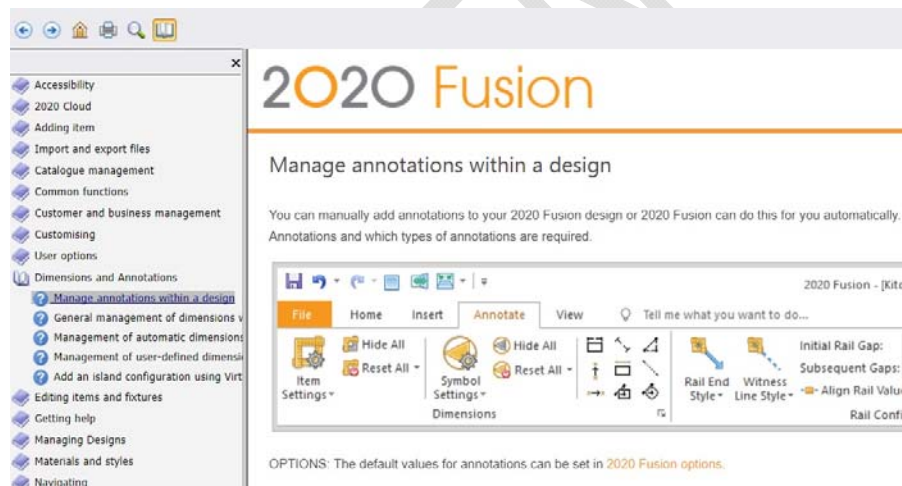 Accessibility
2020 Cloud
Adding item
Import and export files
Catalogue management
Common functions
Customer and business management
Customising
User options
Dimensions and Annotations
Manage annotations within a design
General management of dimensions
Management of automatic dimensions
Management of user-defined
Add an island configuration using
Editing items and fixtures
Getting help
Managing Designs
Materials and styles
Navigating
2020 Fusion
Manage annotations within a design
You can manually add annotations to your 2020 Fusion design or 2020 Fusion can do this for you automatically.
Annotations and which types of annotations are required.
2020 Fusion - [Kitc
File Home Insert Annotate View Tell me what you want to do...
Hide All
Reset All
Item
Settings
Symbol
Settings
Hide All
Reset All
Dimensions
Rail End
Style
Witness
Line Style
Initial Rail Gap:
Subsequent Gaps:
Align Rail
Rail
OPTIONS: The default values for annotations can be set in 2020 Fusion options.